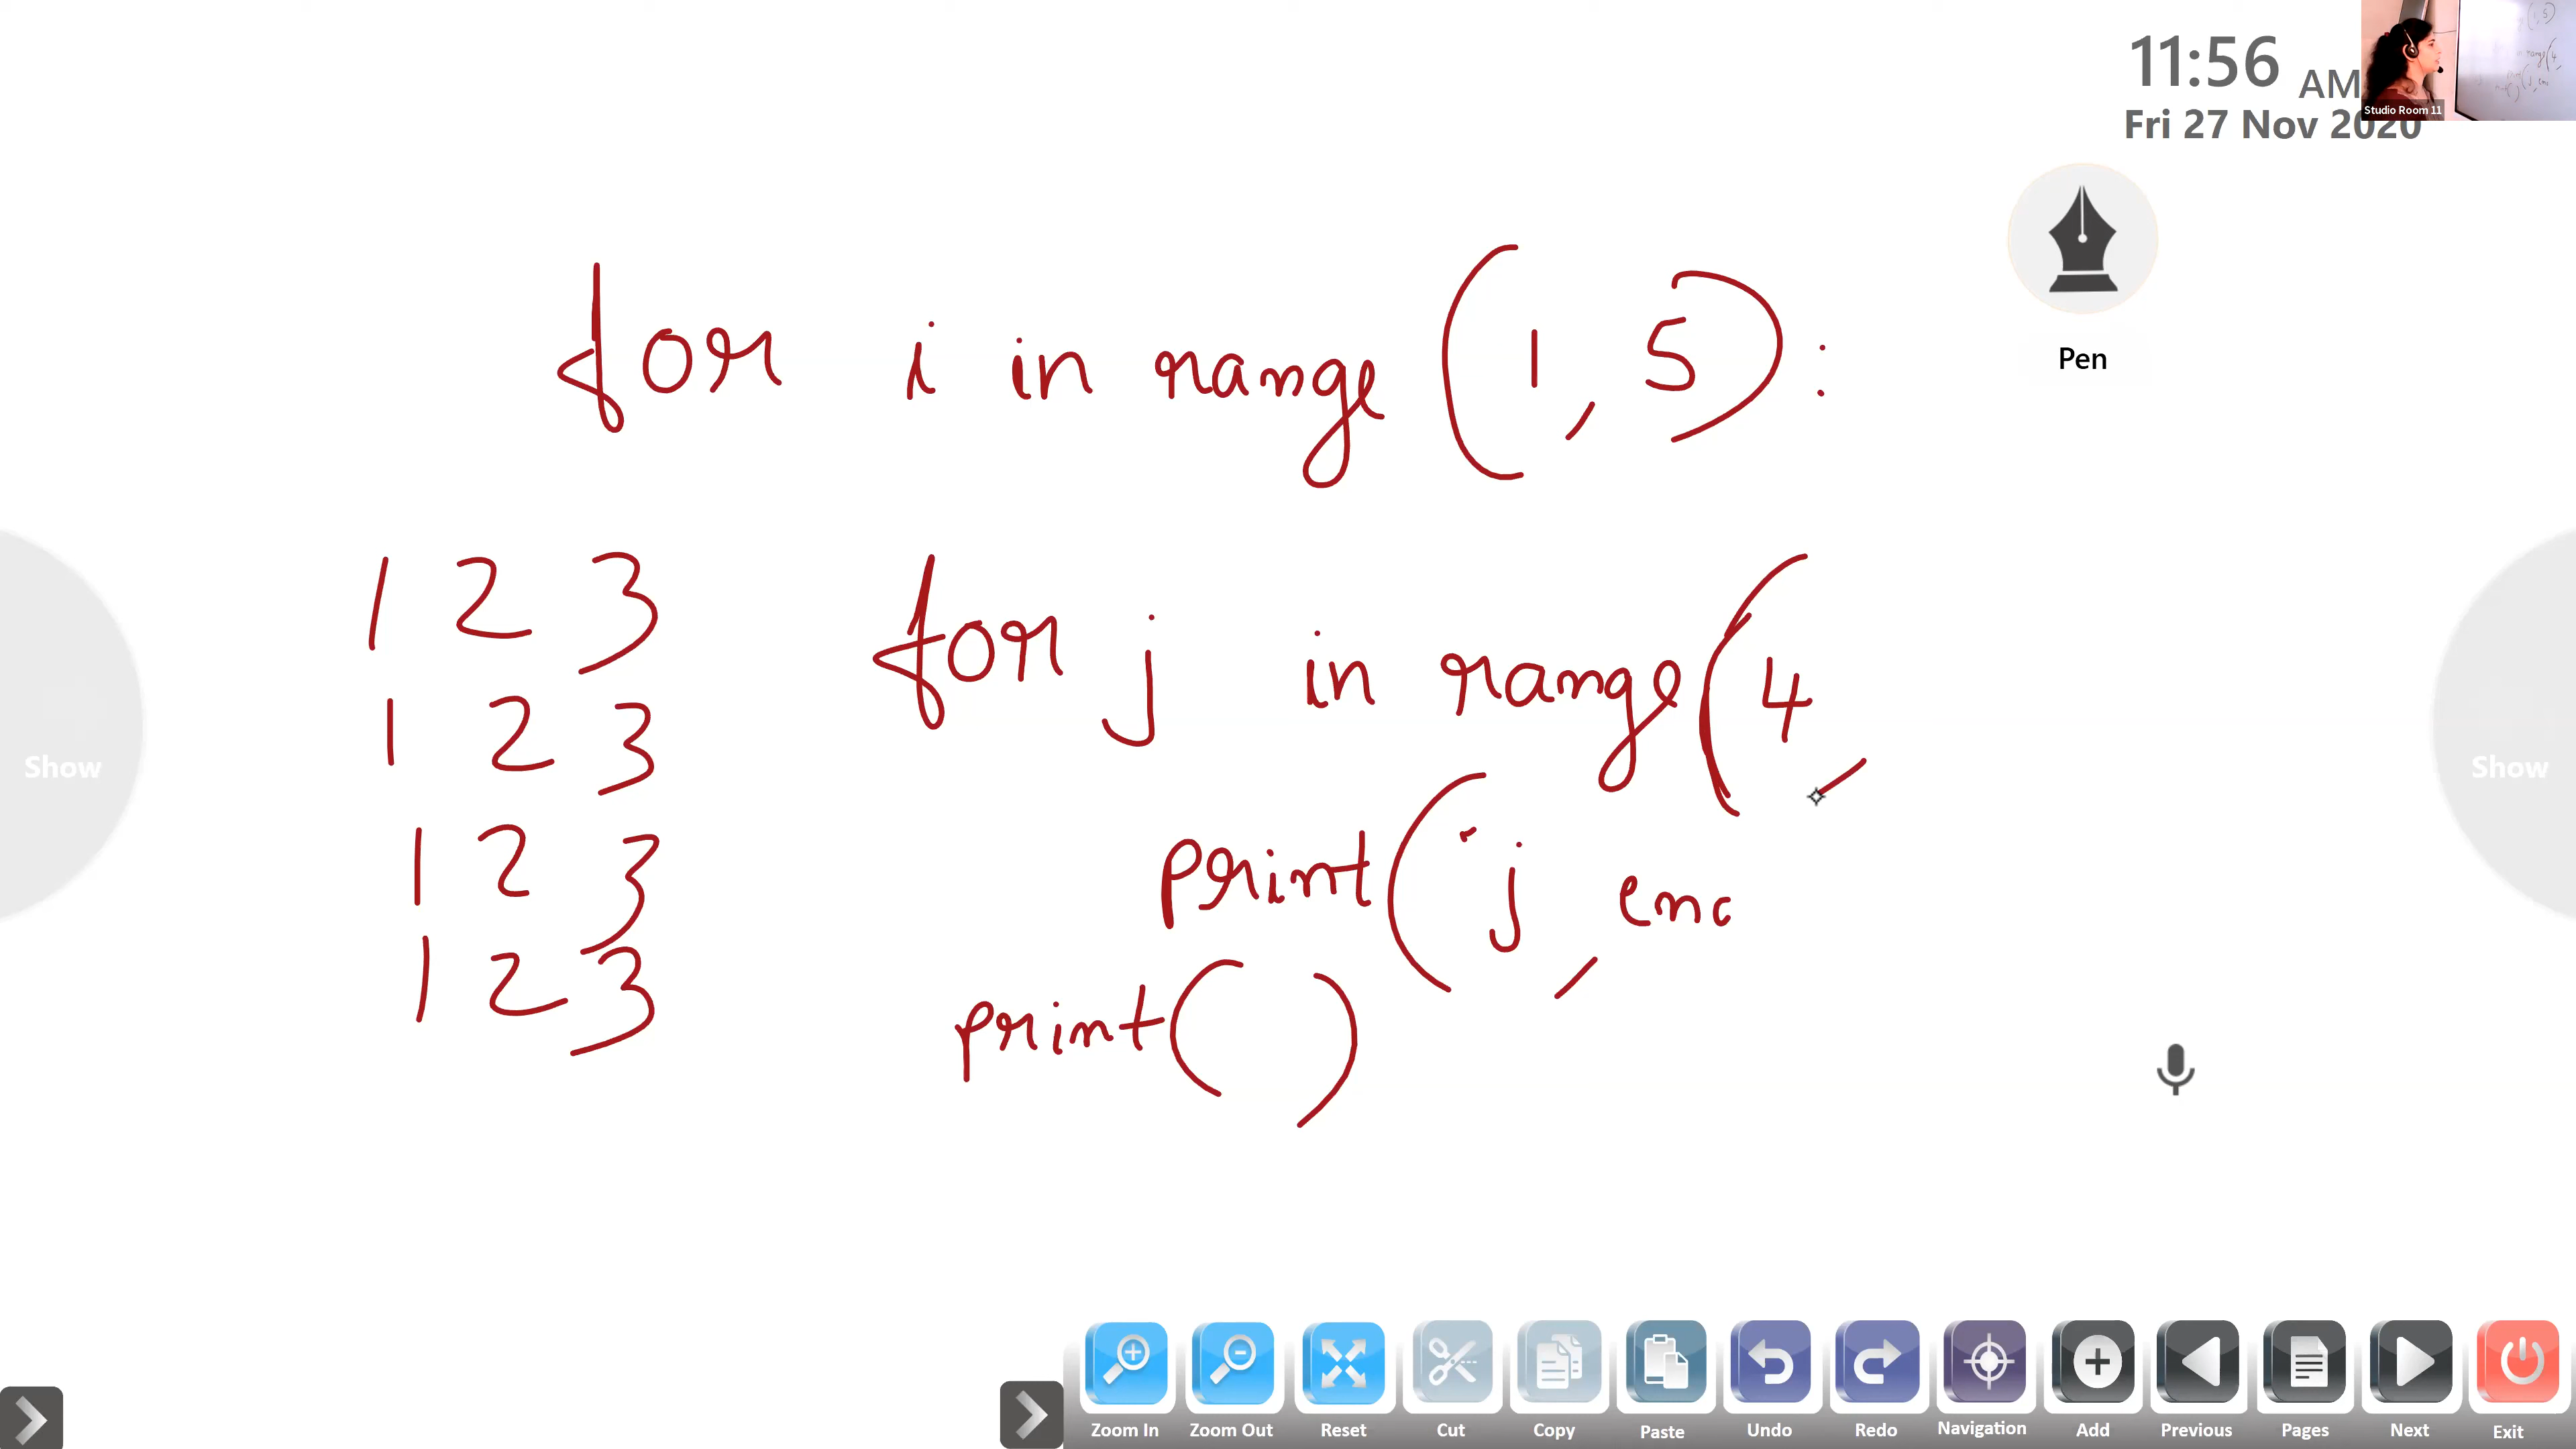 11:56 AM
Fri 27 Nov 2020
Studio Room 11
Pen
for i in range (1, 5):
1 2 3 for j in range(4,
1 2 3
1 2 3 print( j, enc
1 2 3 print( )
Show
Show
Zoom In Zoom Out Reset Cut Copy Paste Undo Redo Navigation Add Previous Pages Next Exit